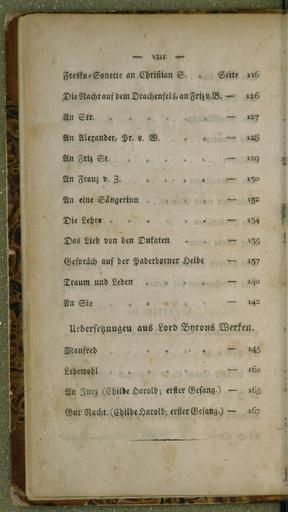 — VIII —
Fresko-Sonette an Christian S. . Seite 116
Die Nacht auf dem Drachenfels, an Friz v. B. — 126
An Str. . . . . . — 127
An Alexander, Pr. v. W. . . — 128
An Friz St. . . . . . — 129
An Franz v. Z. . . . . — 130
An eine Sängerinn . . . — 132
Die Lehre . . . . . — 134
Das Lied von den Dukaten . . — 135
Gespräch auf der Paderborner Heide — 137
Traum und Leben . . . — 140
An Sie . . . . . — 142
Uebersetzungen aus Lord Byrons Werken.
Manfred . . . . . — 145
Lebewohl . . . . . — 160
An Inez (Childe Harold; erster Gesang.) — 165
Gut Nacht. (Childe Harold; erster Gesang.) — 167